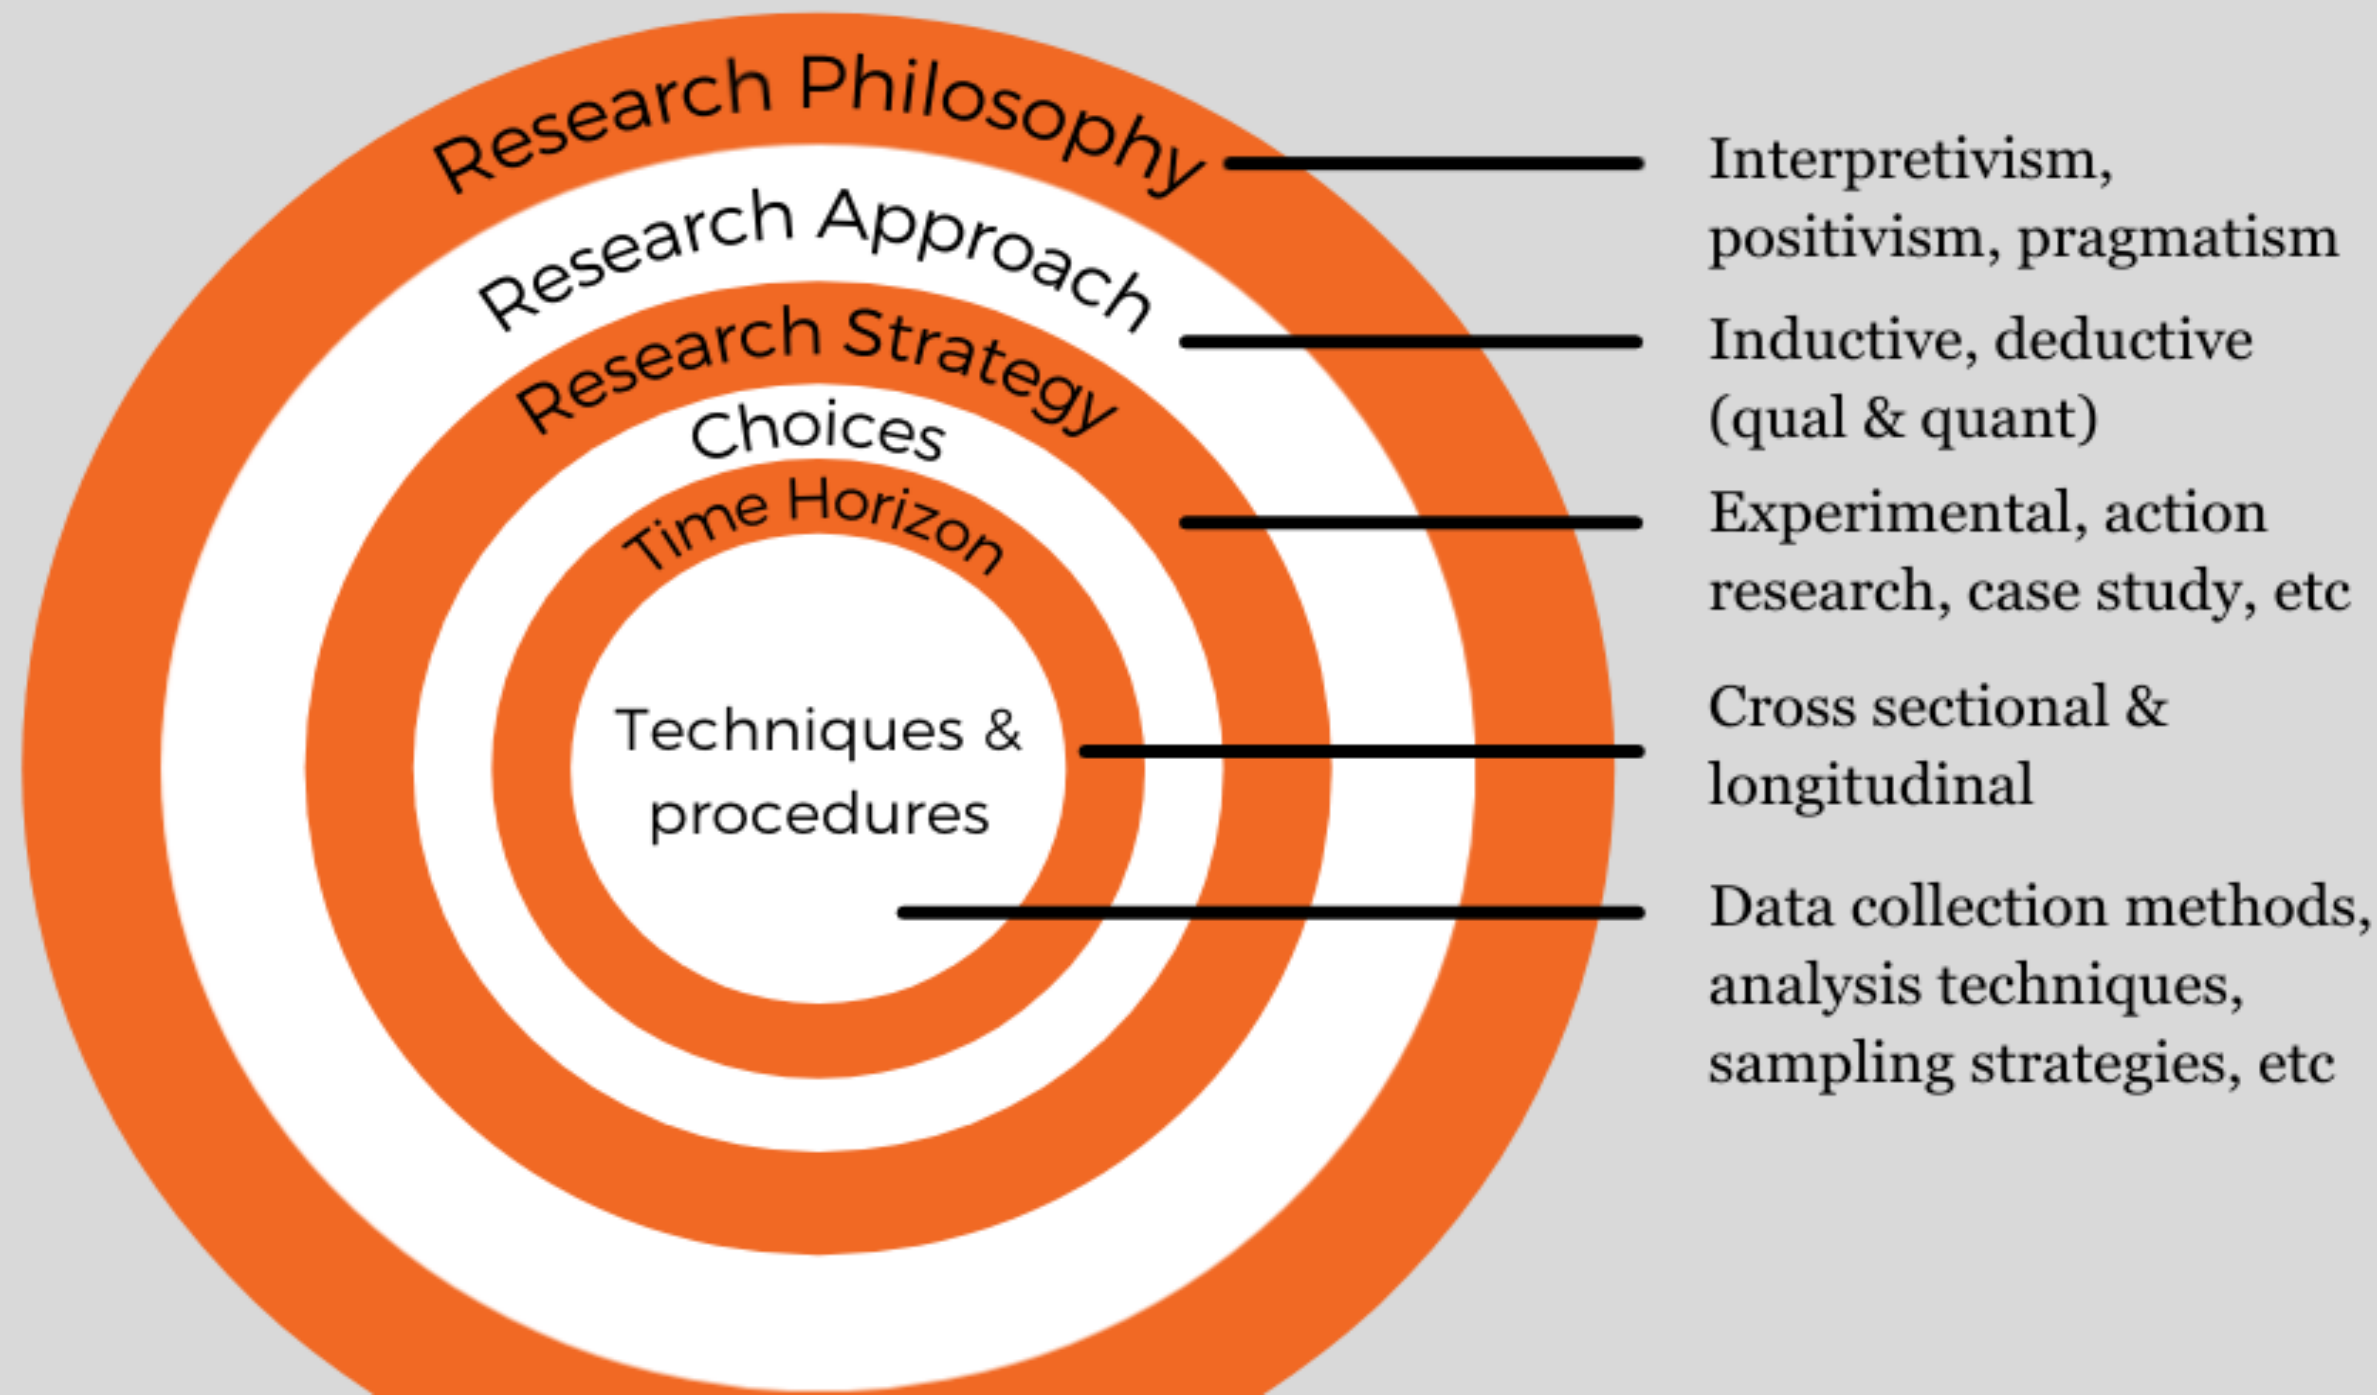 Research Philosophy
Research Approach
Research Strategy
Choices
Time Horizon
Techniques &
procedures
Interpretivism,
positivism, pragmatism
Inductive, deductive
(qual & quant)
Experimental, action
research, case study, etc
Cross sectional &
longitudinal
Data collection methods,
analysis techniques,
sampling strategies, etc